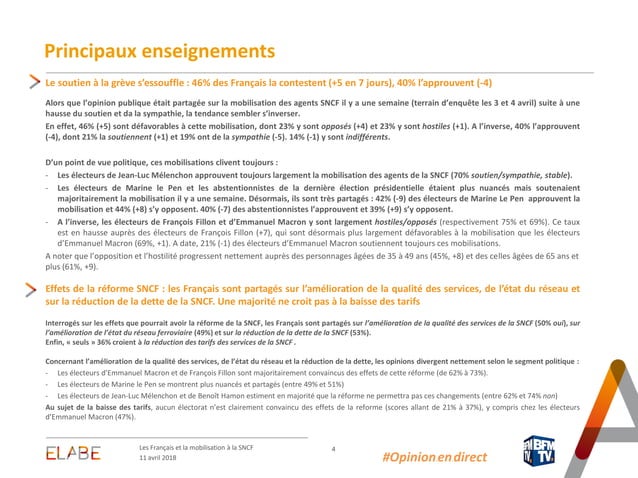 Principaux enseignements
Le soutien à la grève s'essouffle : 46% des Français la contestent (+5 en 7 jours), 40% l'approuvent (-4)
Alors que l'opinion publique était partagée sur la mobilisation des agents SNCF il y a une semaine (terrain d'enquête les 3 et 4 avril) suite à une
hausse du soutien et da la sympathie, la tendance sembler s'inverser.
En effet, 46% (+5) sont défavorables à cette mobilisation, dont 23% y sont opposés (+4) et 23% y sont hostiles (+1). A l'inverse, 40% l'approuvent
(-4), dont 21% la soutiennent (+1) et 19% ont de la sympathie (-5). 14% (-1) y sont indifférents.
D'un point de vue politique, ces mobilisations clivent toujours :
- Les électeurs de Jean-Luc Mélenchon approuvent toujours largement la mobilisation des agents de la SNCF (70% soutien/sympathie, stable).
- Les électeurs de Marine le Pen et les abstentionnistes de la dernière élection présidentielle étaient plus nuancés mais soutenaient
majoritairement la mobilisation il y a une semaine. Désormais, ils sont très partagés : 42% (-9) des électeurs de Marine Le Pen approuvent la
mobilisation et 44% (+8) s'y opposent. 40% (-7) des abstentionnistes l'approuvent et 39% (+9) s'y opposent.
- A l'inverse, les électeurs de François Fillon et d'Emmanuel Macron y sont largement hostiles/opposés (respectivement 75% et 69%). Ce taux
est en hausse auprès des électeurs de François Fillon (+7), qui sont désormais plus largement défavorables à la mobilisation que les électeurs
d'Emmanuel Macron (69%, +1). A date, 21% (-1) des électeurs d'Emmanuel Macron soutiennent toujours ces mobilisations.
A noter que l'opposition et l'hostilité progressent nettement auprès des personnages âgées de 35 à 49 ans (45%, +8) et des celles âgées de 65 ans et
plus (61%, +9).
Effets de la réforme SNCF : les Français sont partagés sur l'amélioration de la qualité des services, de l'état du réseau et
sur la réduction de la dette de la SNCF. Une majorité ne croit pas à la baisse des tarifs
Interrogés sur les effets que pourrait avoir la réforme de la SNCF, les Français sont partagés sur l'amélioration de la qualité des services de la SNCF (50% oui), sur
l'amélioration de l'état du réseau ferroviaire (49%) et sur la réduction de la dette de la SNCF (53%).
Enfin, « seuls » 36% croient à la réduction des tarifs des services de la SNCF .
Concernant l'amélioration de la qualité des services, de l'état du réseau et la réduction de la dette, les opinions divergent nettement selon le segment politique :
- Les électeurs d'Emmanuel Macron et de François Fillon sont majoritairement convaincus des effets de cette réforme (de 62% à 73%).
- Les électeurs de Marine le Pen se montrent plus nuancés et partagés (entre 49% et 51%)
- Les électeurs de Jean-Luc Mélenchon et de Benoît Hamon estiment en majorité que la réforme ne permettra pas ces changements (entre 62% et 74% non)
Au sujet de la baisse des tarifs, aucun électorat n'est clairement convaincu des effets de la réforme (scores allant de 21% à 37%), y compris chez les électeurs
d'Emmanuel Macron (47%).
ELABE
Les Français et la mobilisation à la SNCF
11 avril 2018
4
#Opinionendirect
BFM
TV